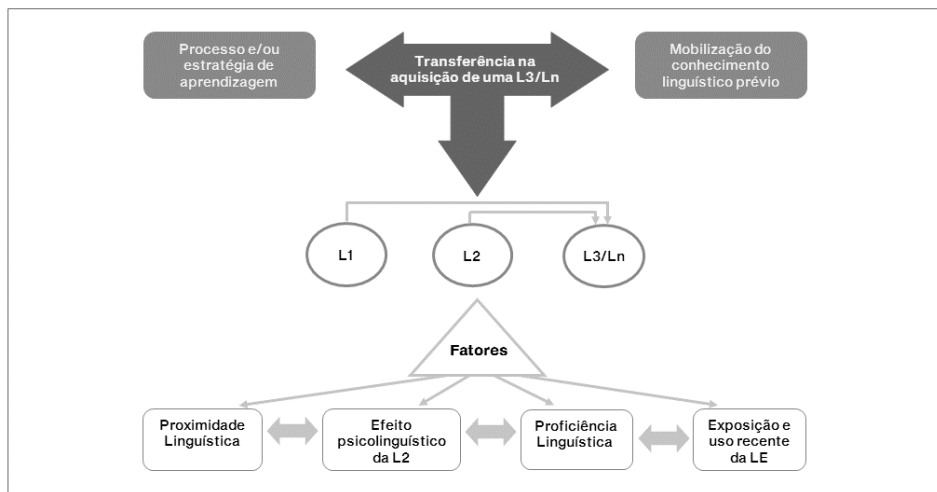 Processo e/ou
estratégia de
aprendizagem
Transferência na
aquisição de uma L3/Ln
Mobilização do
conhecimento
linguístico prévio
L1
L2
L3/Ln
Fatores
Proximidade
Linguística
Efeito
psicolinguístico
da L2
Proficiência
Linguística
Exposição e
uso recente
da LE